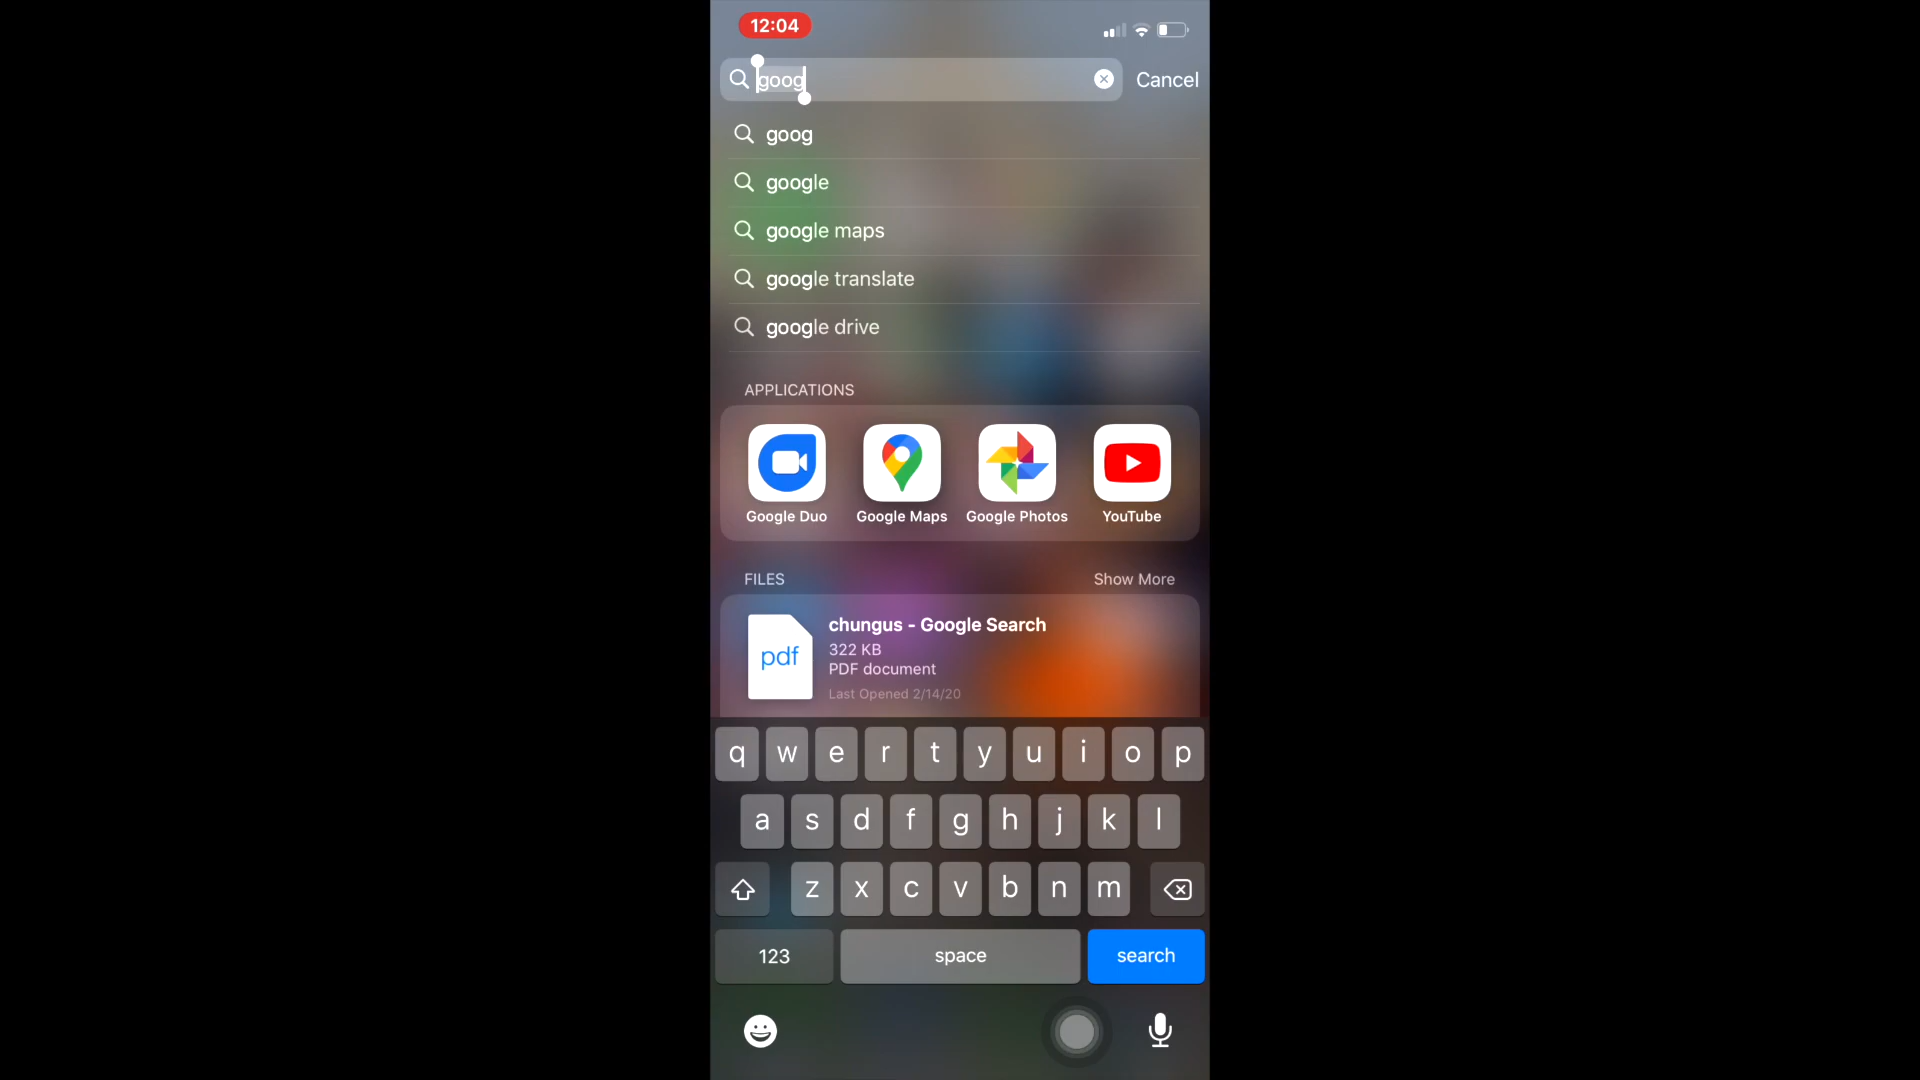 12:04
goog
Cancel
goog
google
google maps
google translate
google drive
APPLICATIONS
Google Duo
Google Maps
Google Photos
YouTube
FILES
Show More
pdf
chungus - Google Search
322 KB
PDF document
Last Opened 2/14/20
q w e r t y u i o p
a s d f g h j k l
z x c v b n m
123
space
search